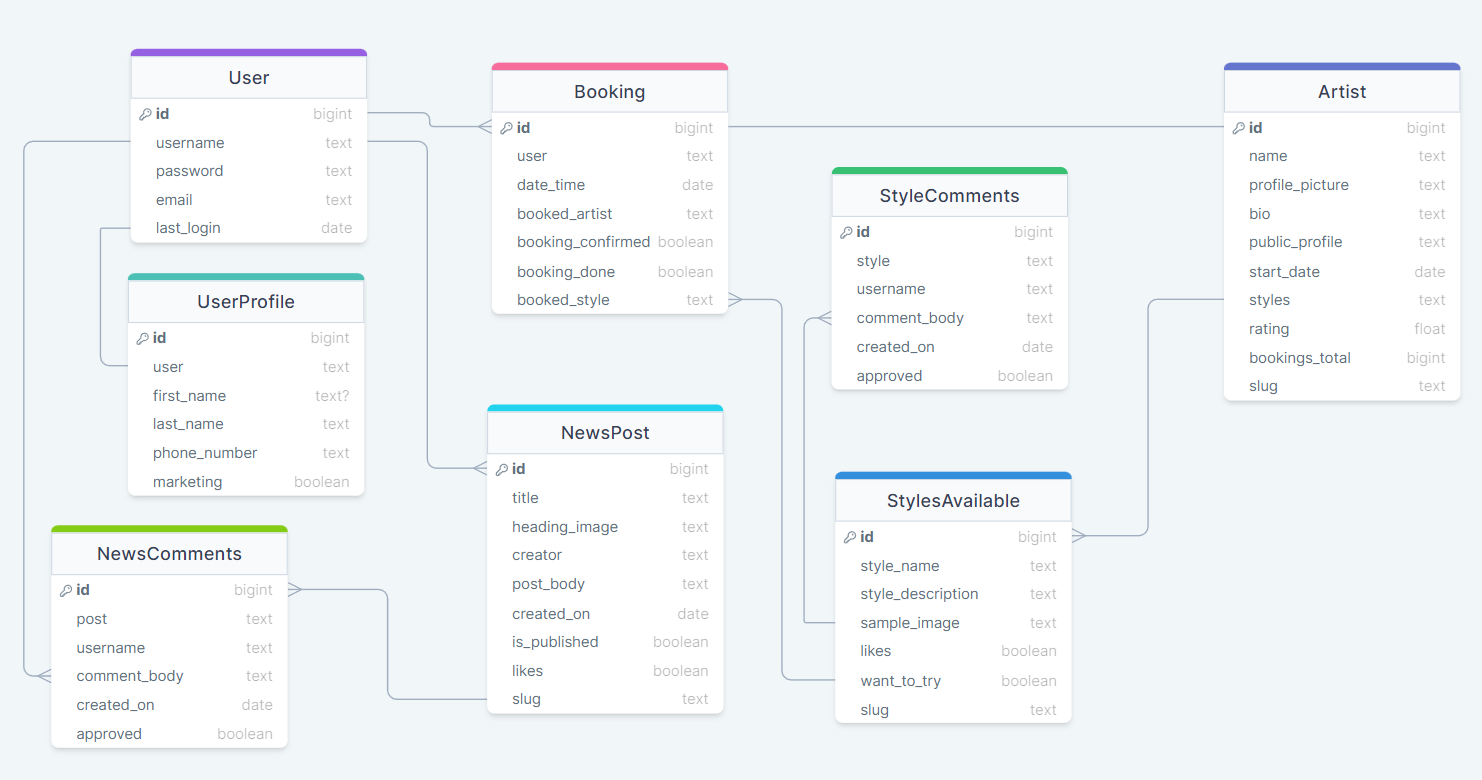 User
id bigint
username text
password text
email text
last_login date
UserProfile
id bigint
user text
first_name text?
last_name text
phone_number text
marketing boolean
NewsComments
id bigint
post text
username text
comment_body text
created_on date
approved boolean
Booking
id bigint
user text
date_time date
booked_artist text
booking_confirmed boolean
booking_done boolean
booked_style text
NewsPost
id bigint
title text
heading_image text
creator text
post_body text
created_on date
is_published boolean
likes boolean
slug text
StyleComments
id bigint
style text
username text
comment_body text
created_on date
approved boolean
StylesAvailable
id bigint
style_name text
style_description text
sample_image text
likes boolean
want_to_try boolean
slug text
Artist
id bigint
name text
profile_picture text
bio text
public_profile text
start_date date
styles text
rating float
bookings_total bigint
slug text